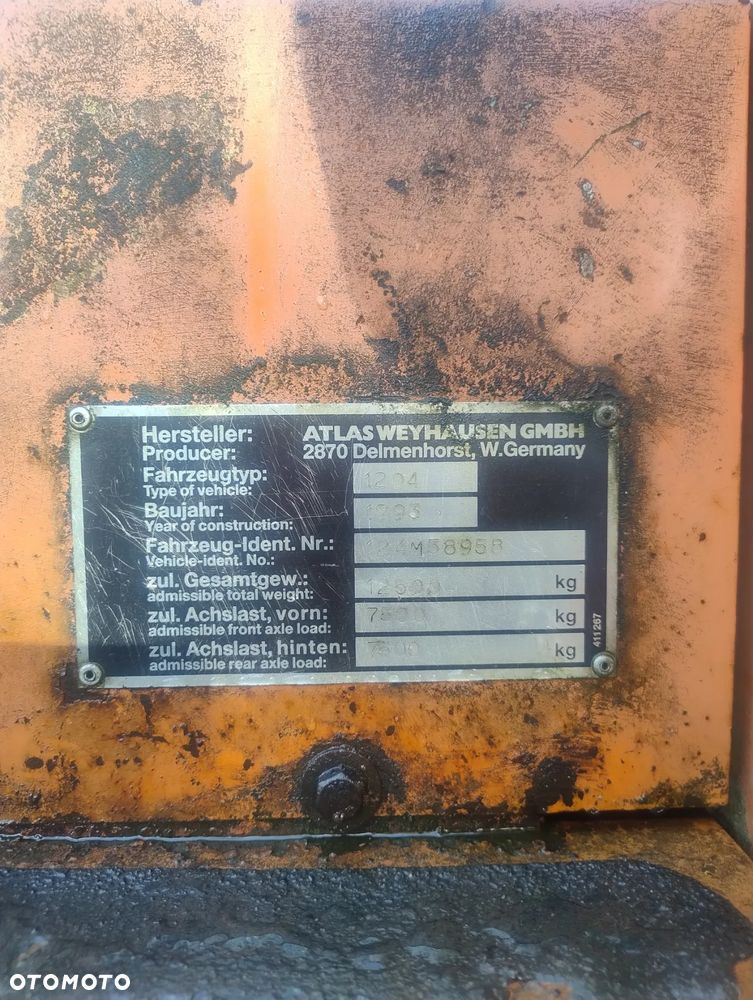 Hersteller: ATLAS WEYHAUSEN GMBH
Producer: 2870 Delmenhorst, W.Germany
Fahrzeugtyp: 1204
Type of vehicle:
Baujahr:
Year of construction:
Fahrzeug-Ident. Nr.:
Vehicle-ident. No.:
zul. Gesamtgew.: kg
admissible total weight:
zul. Achslast, vorn: kg
admissible front axle load:
zul. Achslast, hinten: kg
admissible rear axle load:
411267
OTOMOTO